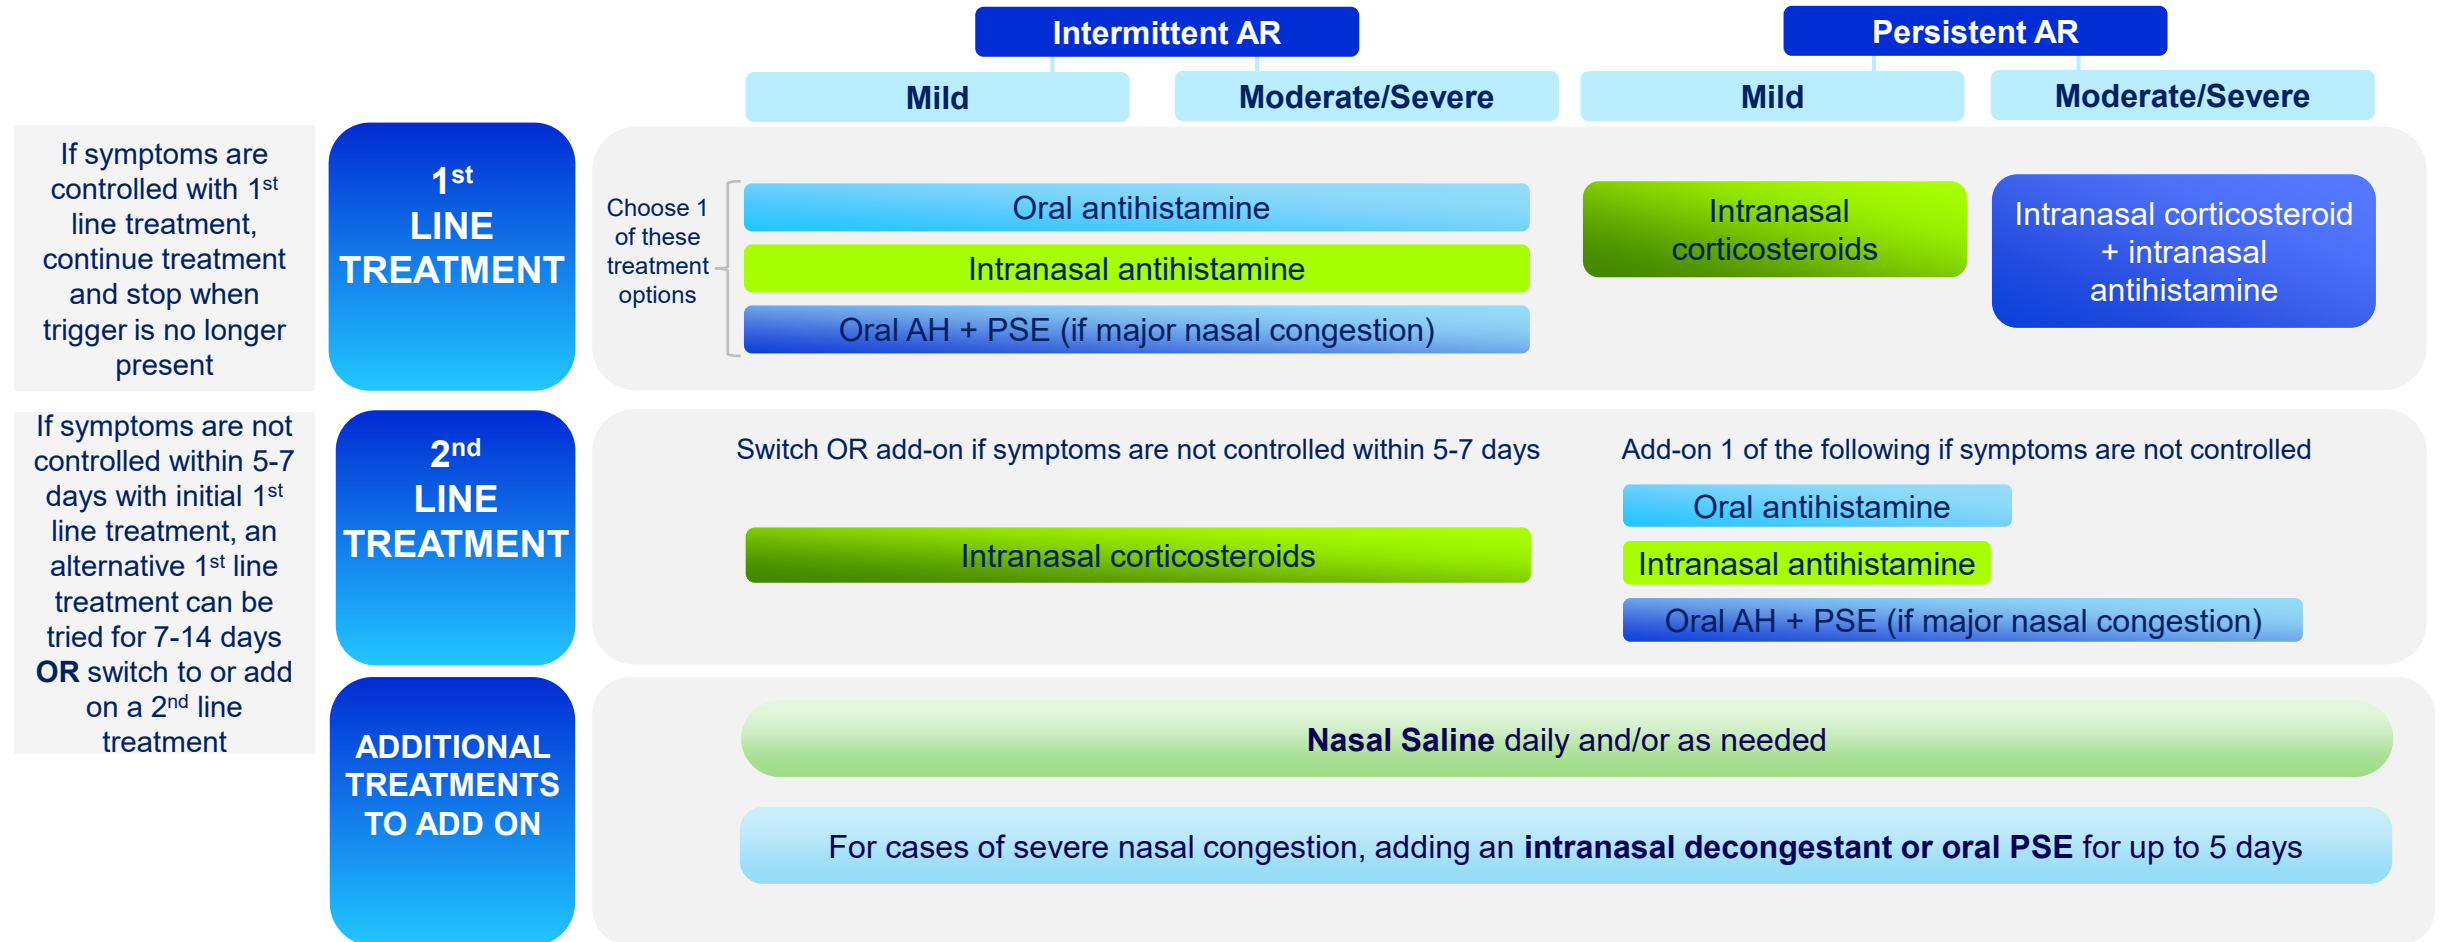 Intermittent AR
Persistent AR
Mild
Moderate/Severe
Mild
Moderate/Severe
If symptoms are
controlled with 1st
line treatment,
continue treatment
and stop when
trigger is no longer
present
1st
LINE
TREATMENT
Choose 1
of these
treatment
options
Oral antihistamine
Intranasal antihistamine
Oral AH + PSE (if major nasal congestion)
Intranasal
corticosteroids
Intranasal corticosteroid
+ intranasal
antihistamine
If symptoms are not
controlled within 5-7
days with initial 1st
line treatment, an
alternative 1st line
treatment can be
tried for 7-14 days
OR switch to or add
on a 2nd line
treatment
2nd
LINE
TREATMENT
Switch OR add-on if symptoms are not controlled within 5-7 days
Intranasal corticosteroids
Add-on 1 of the following if symptoms are not controlled
Oral antihistamine
Intranasal antihistamine
Oral AH + PSE (if major nasal congestion)
ADDITIONAL
TREATMENTS
TO ADD ON
Nasal Saline daily and/or as needed
For cases of severe nasal congestion, adding an intranasal decongestant or oral PSE for up to 5 days